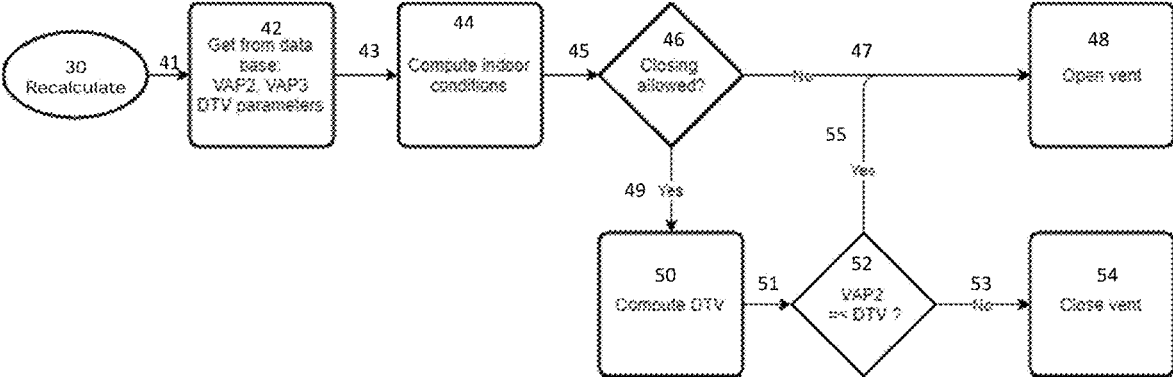 30
Recalculate
41
42
Get from data
base:
VAP2, VAP3
DTV parameters
43
44
Compute indoor
conditions
45
46
Closing
allowed?
No
47
48
Open vent
49 Yes
50
Compute DTV
51
52
VAP2
=< DTV ?
55
Yes
53
No
54
Close vent